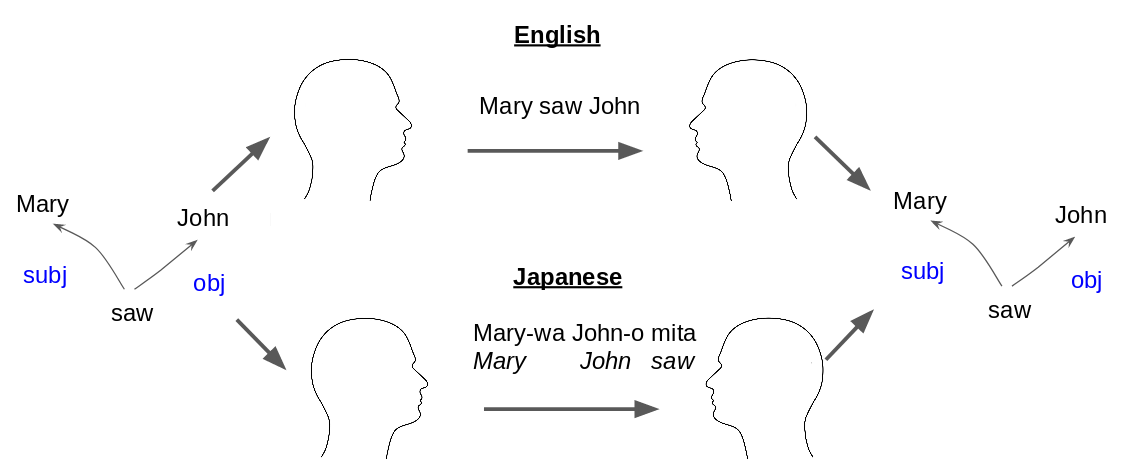 English
Mary saw John
Mary
John
subj
obj
saw
Mary
John
subj
obj
saw
Japanese
Mary-wa John-o mita
Mary John saw